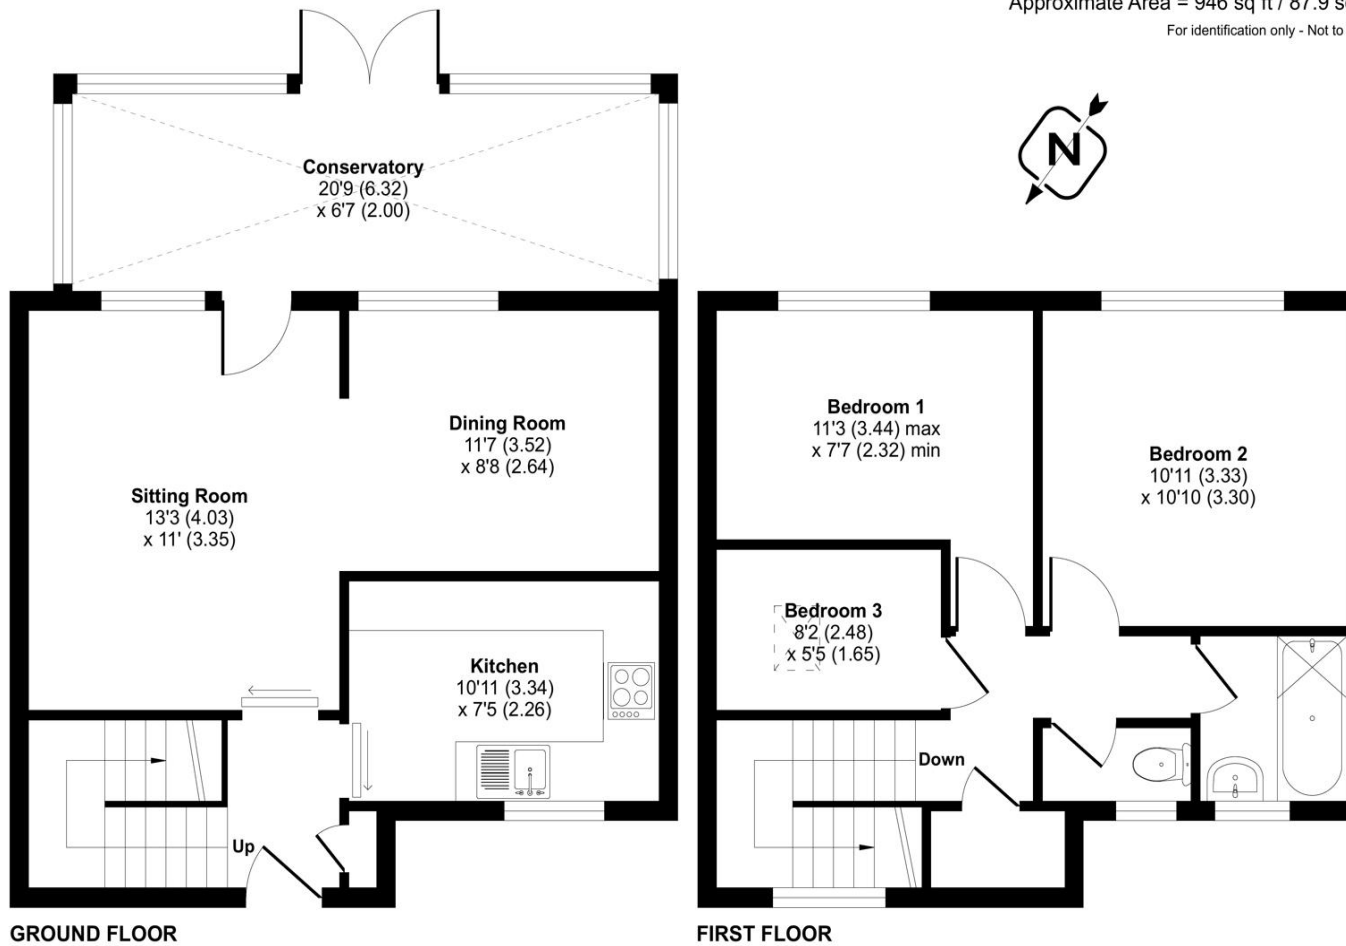 Approximate Area = 946 sq ft / 87.9 s
For identification only - Not to
N
Conservatory
20'9 (6.32)
x 6'7 (2.00)
Dining Room
11'7 (3.52)
x 8'8 (2.64)
Sitting Room
13'3 (4.03)
x 11' (3.35)
Kitchen
10'11 (3.34)
x 7'5 (2.26)
Up
GROUND FLOOR
Bedroom 1
11'3 (3.44) max
x 7'7 (2.32) min
Bedroom 2
10'11 (3.33)
x 10'10 (3.30)
Bedroom 3
8'2 (2.48)
x 5'5 (1.65)
Down
FIRST FLOOR